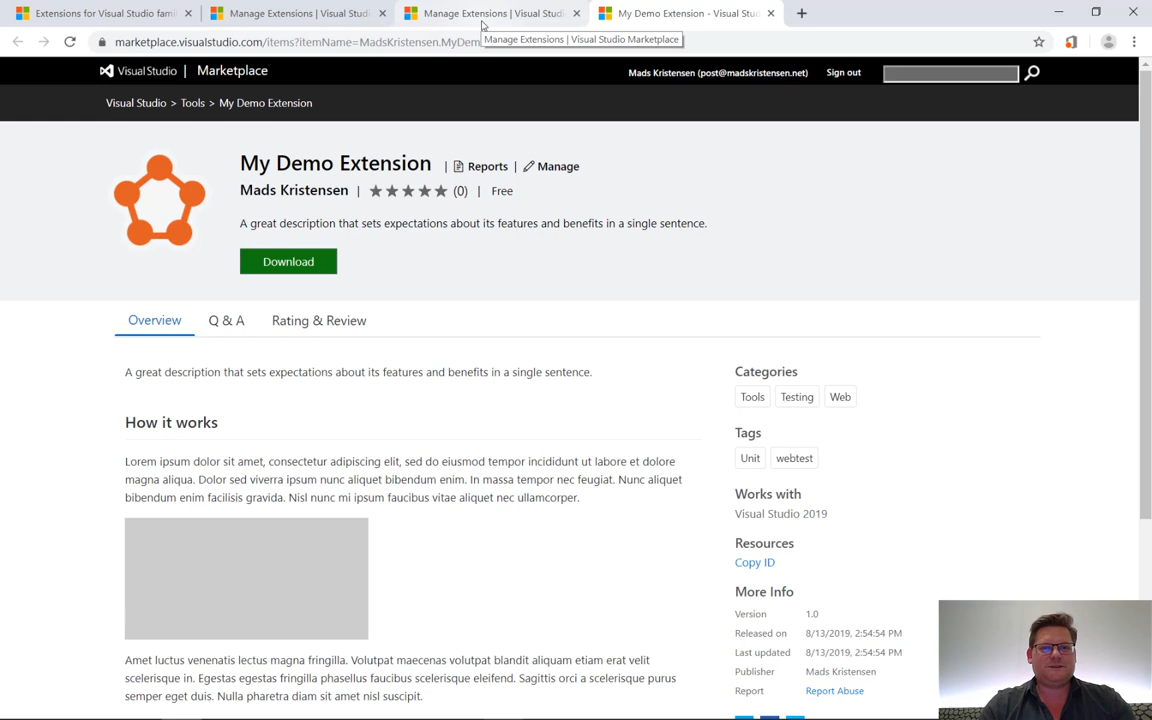 Extensions for Visual Studio fami
Manage Extensions | Visual Studi
Manage Extensions | Visual Studi
My Demo Extension - Visual Stud
marketplace.visualstudio.com/items?itemName=MadsKristensen.MyDem
Manage Extensions | Visual Studio Marketplace
Visual Studio | Marketplace
Mads Kristensen (post@madskristensen.net)
Sign out
Visual Studio > Tools > My Demo Extension
My Demo Extension | Reports | Manage
Mads Kristensen | (0) | Free
A great description that sets expectations about its features and benefits in a single sentence.
Download
Overview
Q & A
Rating & Review
A great description that sets expectations about its features and benefits in a single sentence.
How it works
Lorem ipsum dolor sit amet, consectetur adipiscing elit, sed do eiusmod tempor incididunt ut labore et dolore
magna aliqua. Dolor sed viverra ipsum nunc aliquet bibendum enim. In massa tempor nec feugiat. Nunc aliquet
bibendum enim facilisis gravida. Nisl nunc mi ipsum faucibus vitae aliquet nec ullamcorper.
Amet luctus venenatis lectus magna fringilla. Volutpat maecenas volutpat blandit aliquam etiam erat velit
scelerisque in. Egestas egestas fringilla phasellus faucibus scelerisque eleifend. Sagittis orci a scelerisque purus
semper eget duis. Nulla pharetra diam sit amet nisl suscipit.
Categories
Tools
Testing
Web
Tags
Unit
webtest
Works with
Visual Studio 2019
Resources
Copy ID
More Info
Version 1.0
Released on 8/13/2019, 2:54:54 PM
Last updated 8/13/2019, 2:54:54 PM
Publisher Mads Kristensen
Report Report Abuse